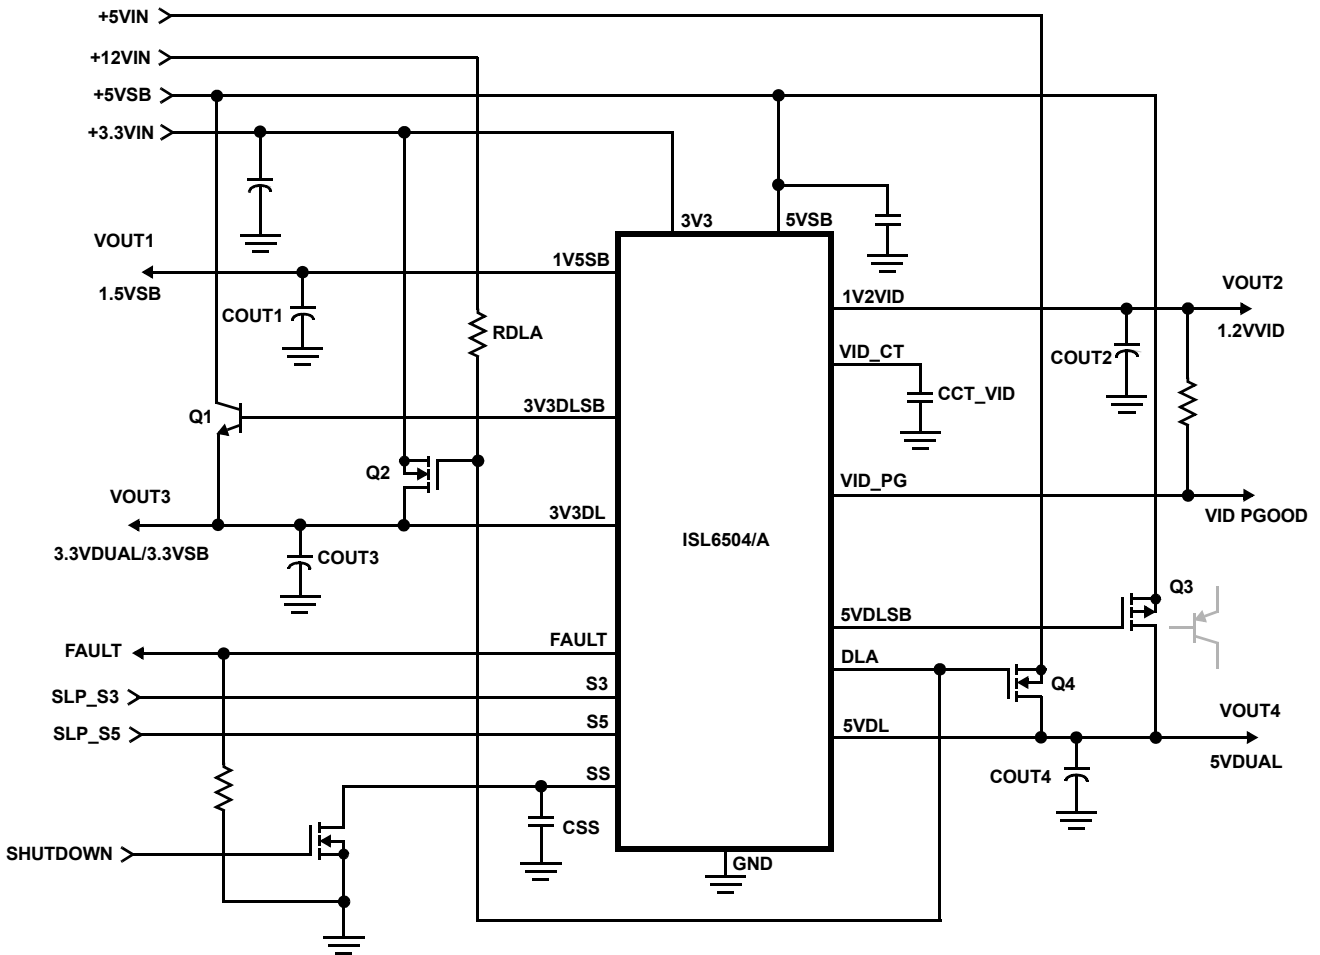 +5VIN
+12VIN
+5VSB
+3.3VIN
3V3
5VSB
VOUT1
1V5SB
1.5VSB
COUT1
RDLA
VOUT2
1V2VID
1.2VVID
VID_CT
COUT2
CCT_VID
Q1
3V3DLSB
Q2
VID_PG
VOUT3
3V3DL
VID PGOOD
ISL6504/A
3.3VDUAL/3.3VSB
COUT3
Q3
5VDLSB
FAULT
FAULT
DLA
SLP_S3
S3
Q4
SLP_S5
S5
5VDL
VOUT4
5VDUAL
SS
COUT4
CSS
SHUTDOWN
GND